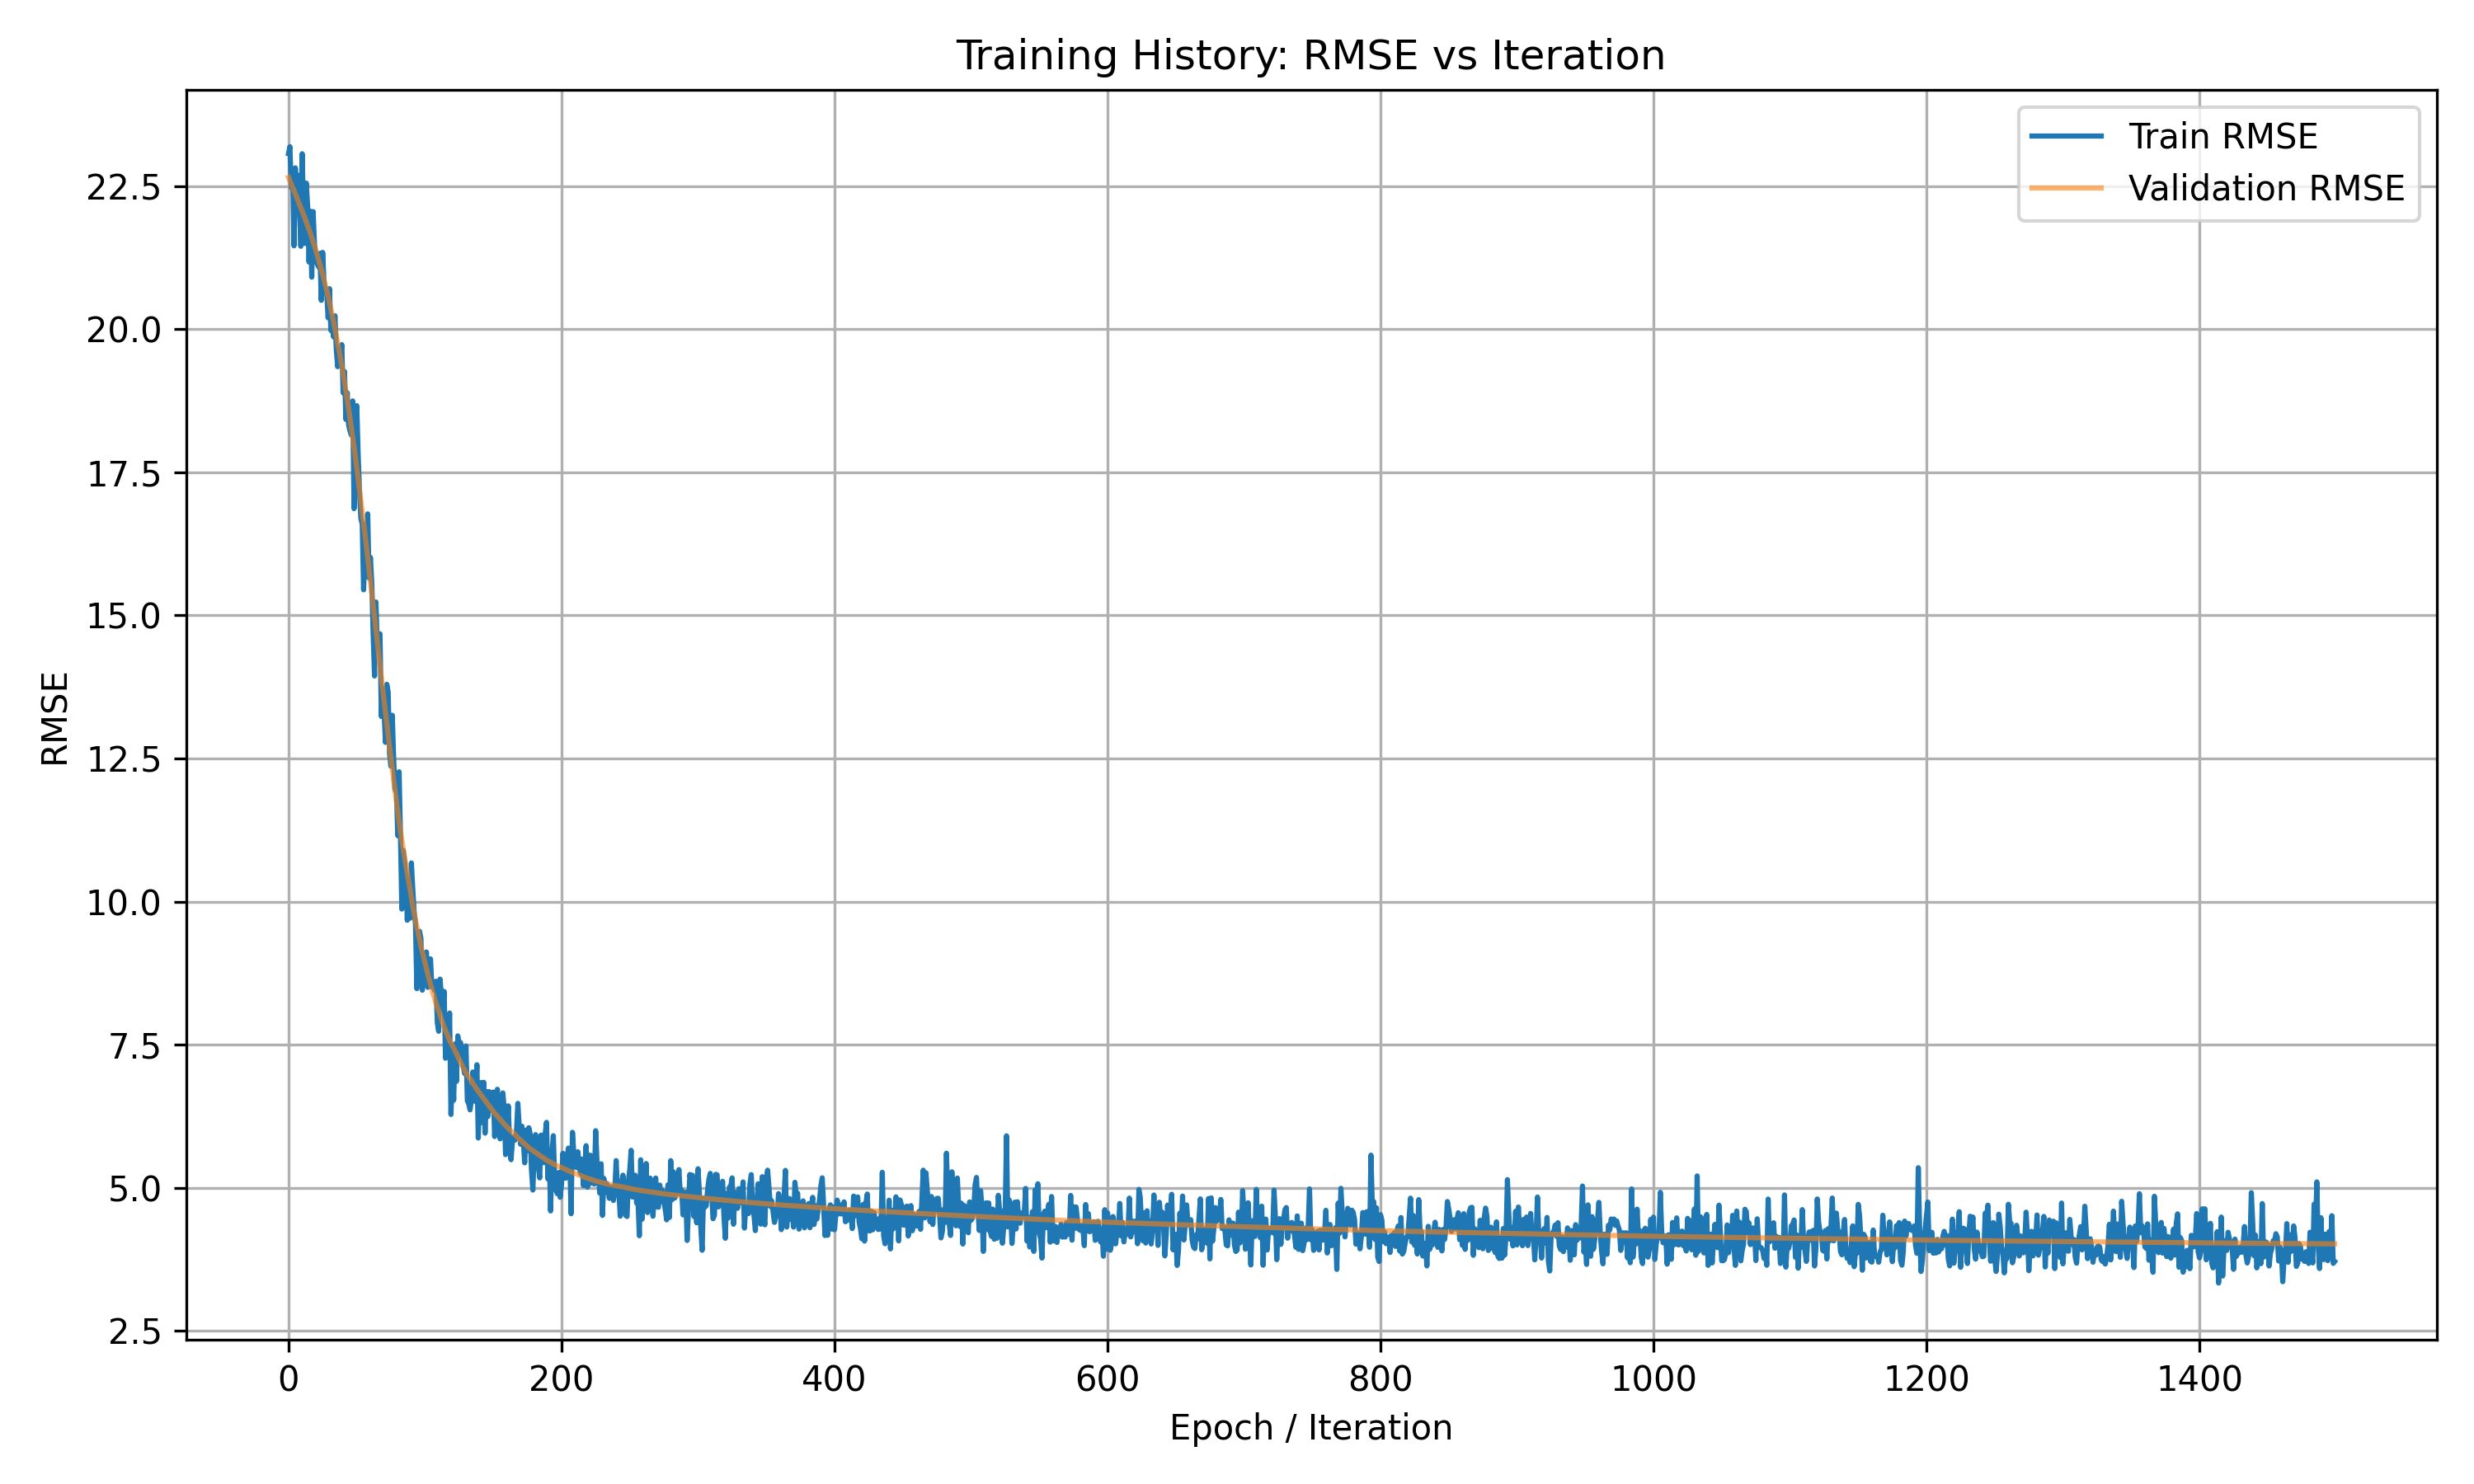 Training History: RMSE vs Iteration
Train RMSE
Validation RMSE
22.5
20.0
17.5
15.0
12.5
10.0
7.5
5.0
2.5
RMSE
0 200 400 600 800 1000 1200 1400
Epoch / Iteration